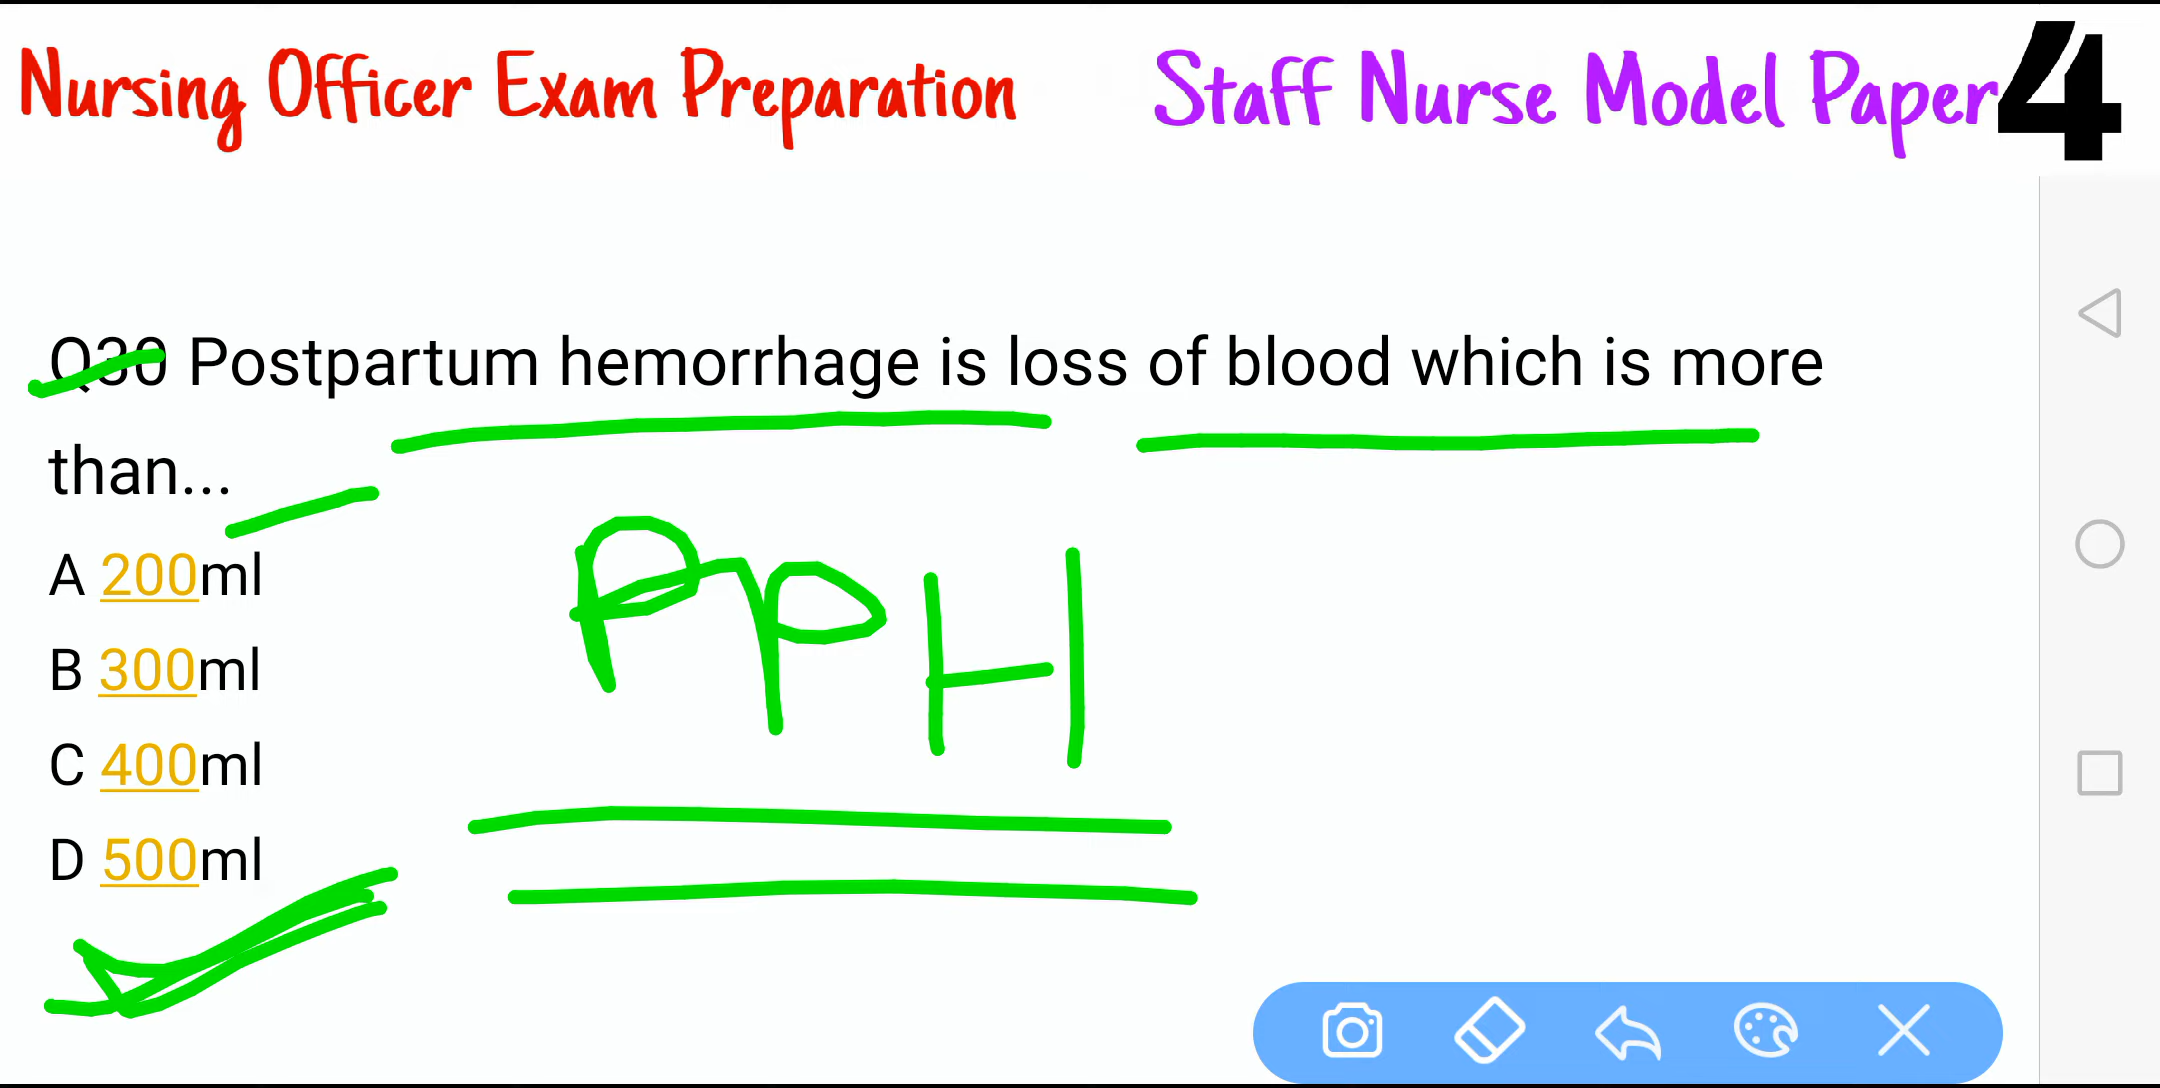 Nursing Officer Exam Preparation Staff Nurse Model Paper 4
Q30 Postpartum hemorrhage is loss of blood which is more
than...
A 200ml
B 300ml
C 400ml
D 500ml
PPH